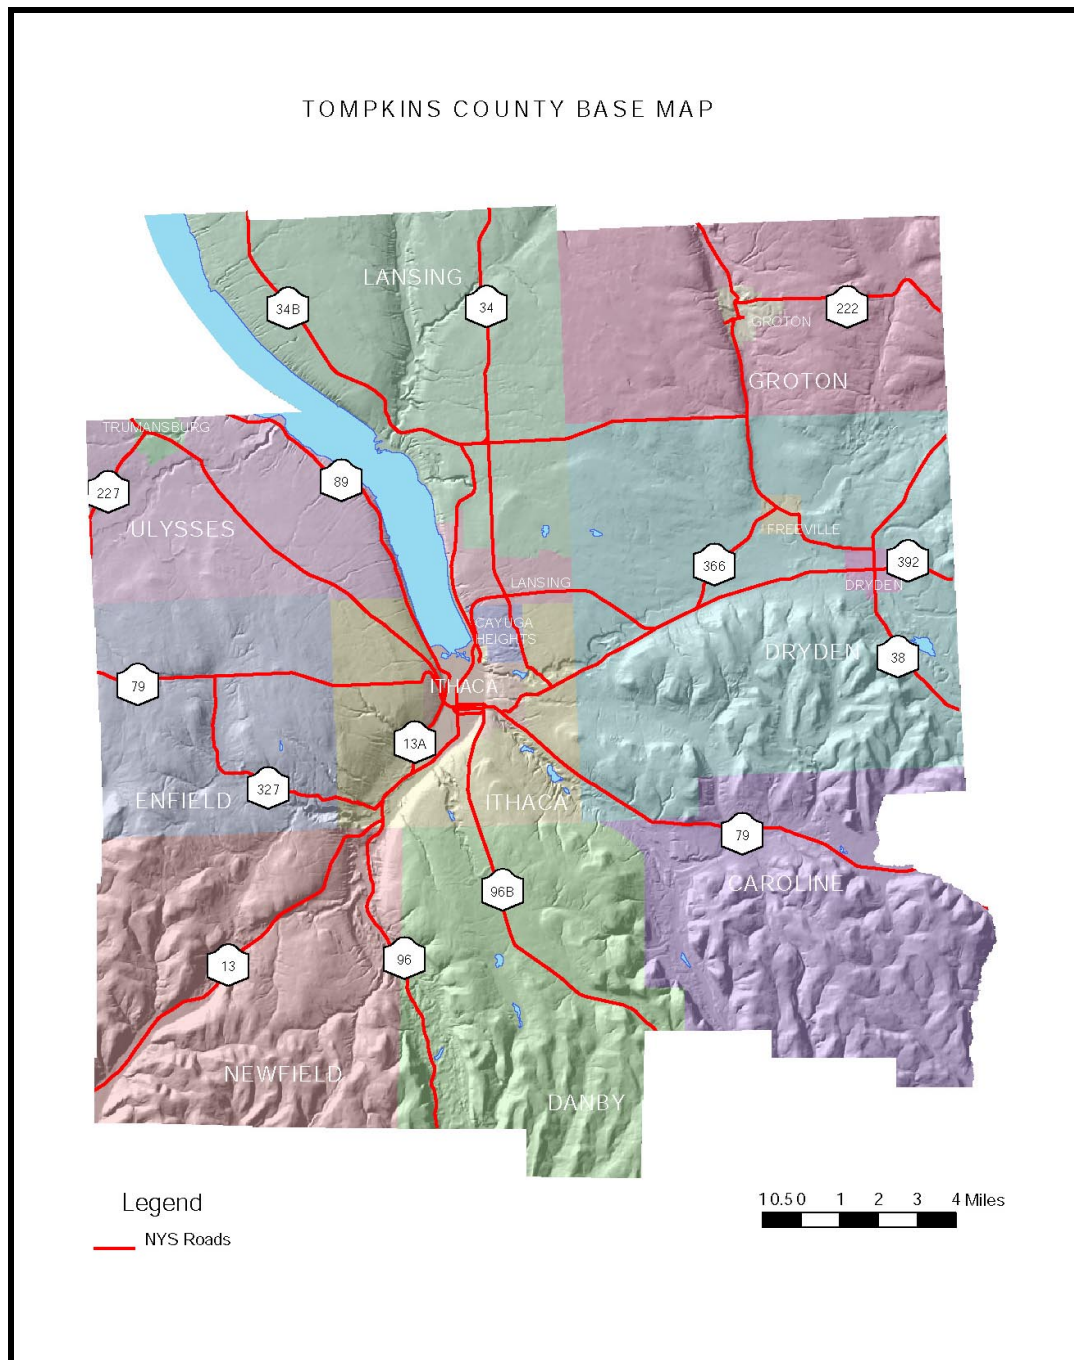 TOMPKINS COUNTY BASE MAP
LANSING
34B
34
222
GROTON
GROTON
TRUMANSBURG
227
89
ULYSSES
FREEVILLE
366
392
LANSING
DRYDEN
CAYUGA
HEIGHTS
DRYDEN
38
79
ITHACA
13A
327
ENFIELD
ITHACA
79
CAROLINE
96B
13
96
NEWFIELD
DANBY
Legend
NYS Roads
1 0.5 0 1 2 3 4 Miles